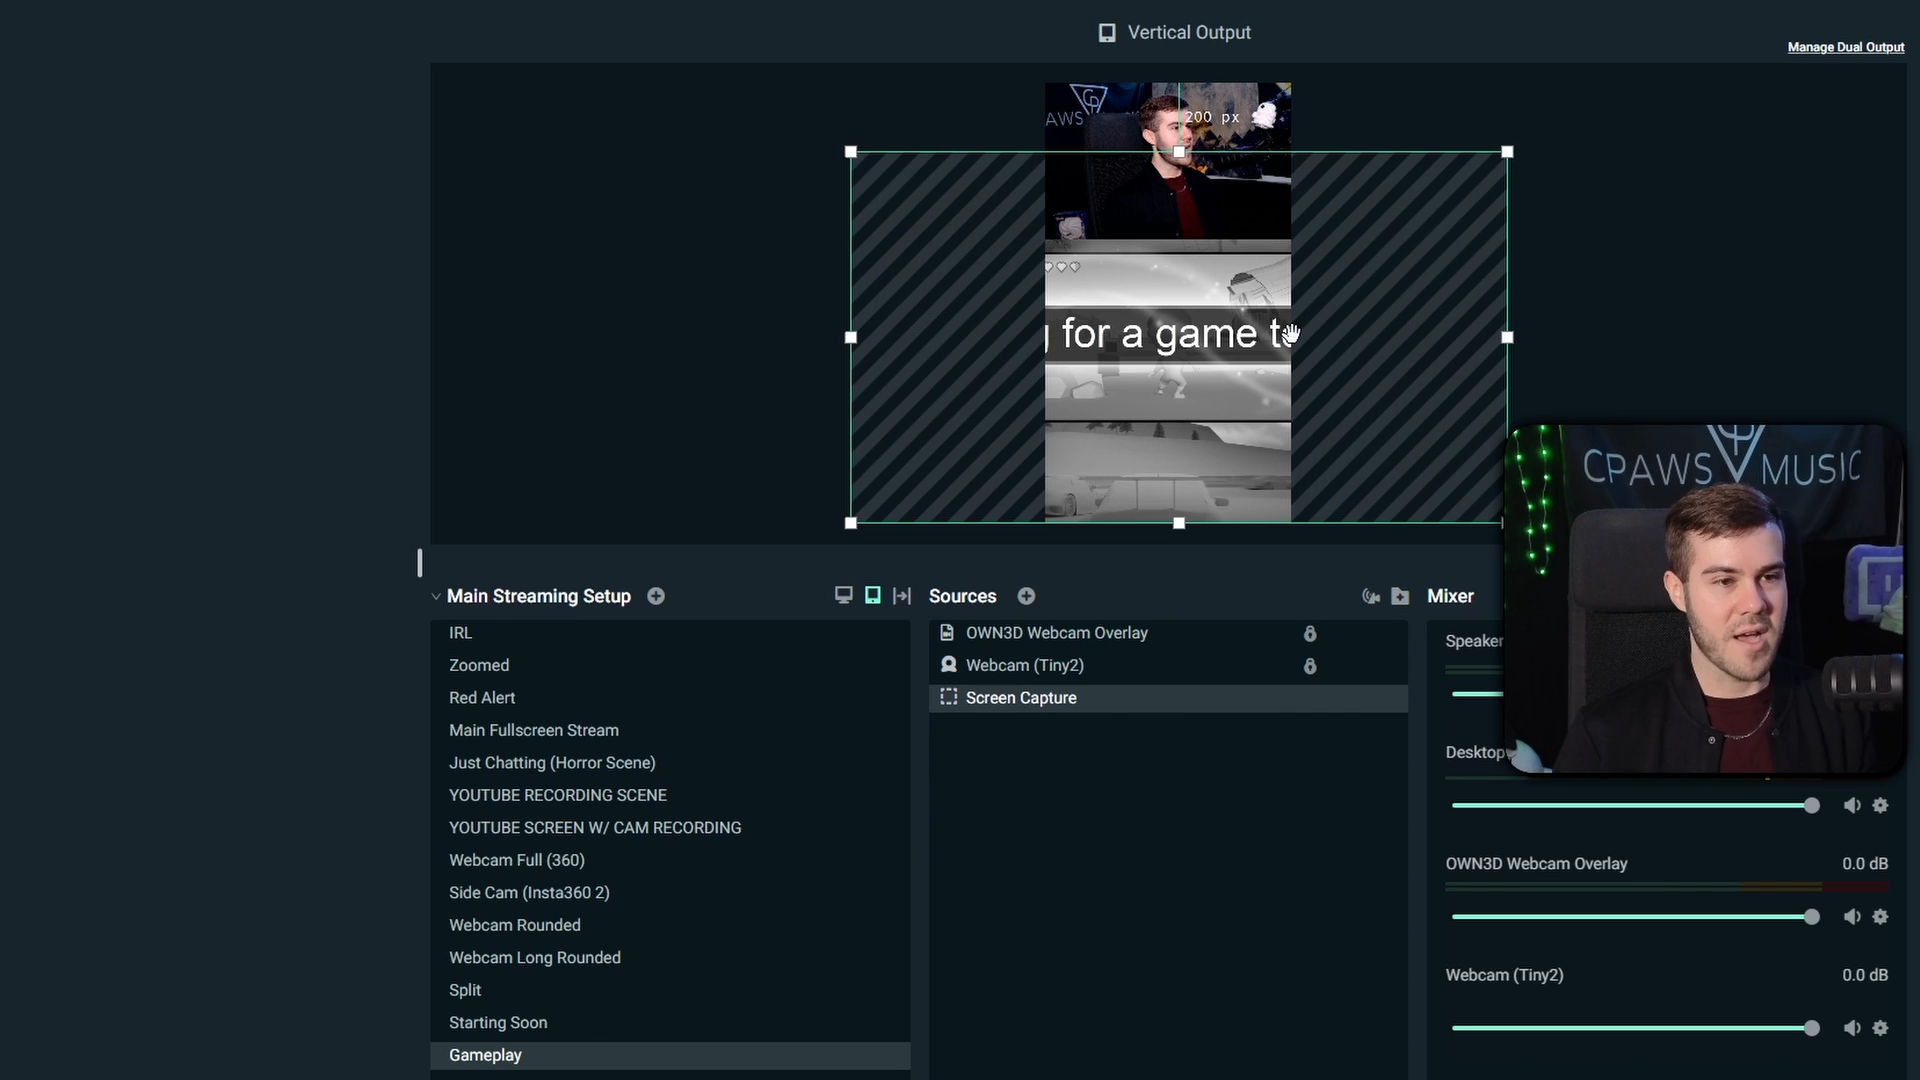 Vertical Output
Manage Dual Output
AWS
CP
200 px
for a game t
CPAWS MUSIC
Main Streaming Setup
Sources
Mixer
IRL
Zoomed
Red Alert
Main Fullscreen Stream
Just Chatting (Horror Scene)
YOUTUBE RECORDING SCENE
YOUTUBE SCREEN W/ CAM RECORDING
Webcam Full (360)
Side Cam (Insta360 2)
Webcam Rounded
Webcam Long Rounded
Split
Starting Soon
Gameplay
OWN3D Webcam Overlay
Webcam (Tiny2)
Screen Capture
Speaker
Desktop
OWN3D Webcam Overlay 0.0 dB
Webcam (Tiny2) 0.0 dB